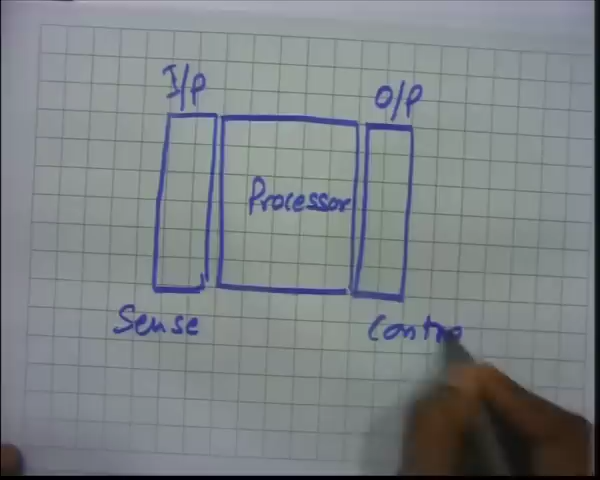 I/P
O/P
Processor
Sense
Contro